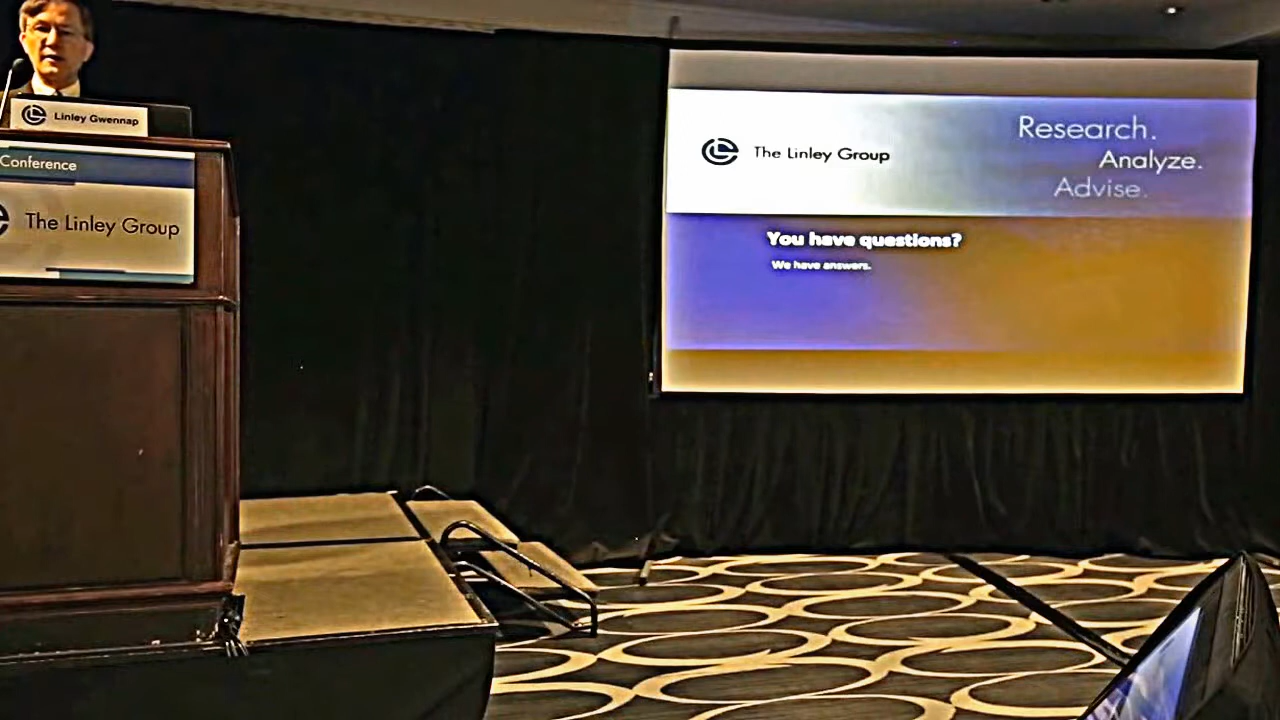 Linley Gwennap
Conference
The Linley Group
The Linley Group
Research.
Analyze.
Advise.
You have questions?
We have answers.